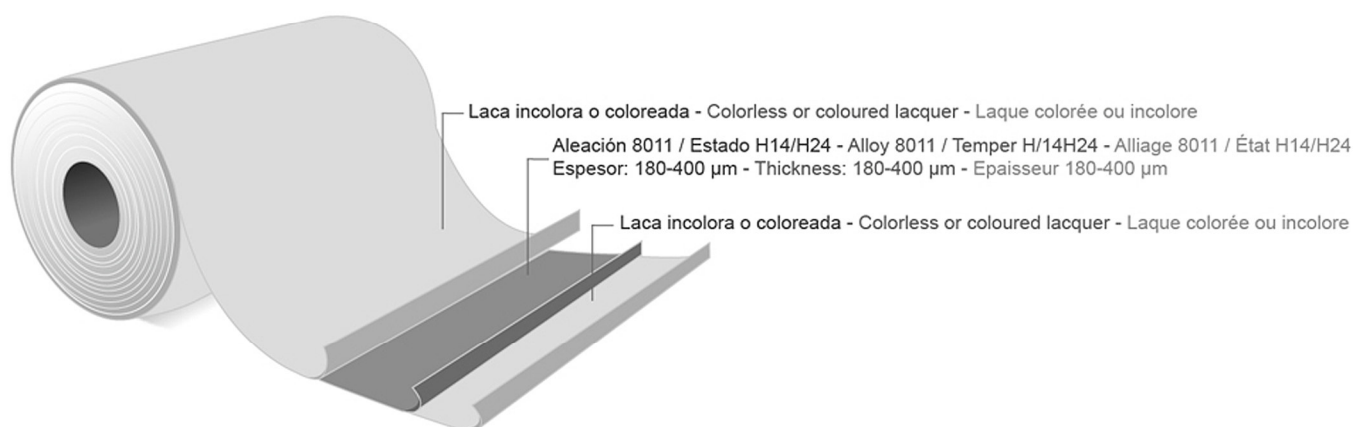 Laca incolora o coloreada - Colorless or coloured lacquer - Laque colorée ou incolore
Aleación 8011 / Estado H14/H24 - Alloy 8011 / Temper H/14H24 - Alliage 8011 / État H14/H24
Espesor: 180-400 µm - Thickness: 180-400 µm - Epaisseur 180-400 µm
Laca incolora o coloreada - Colorless or coloured lacquer - Laque colorée ou incolore